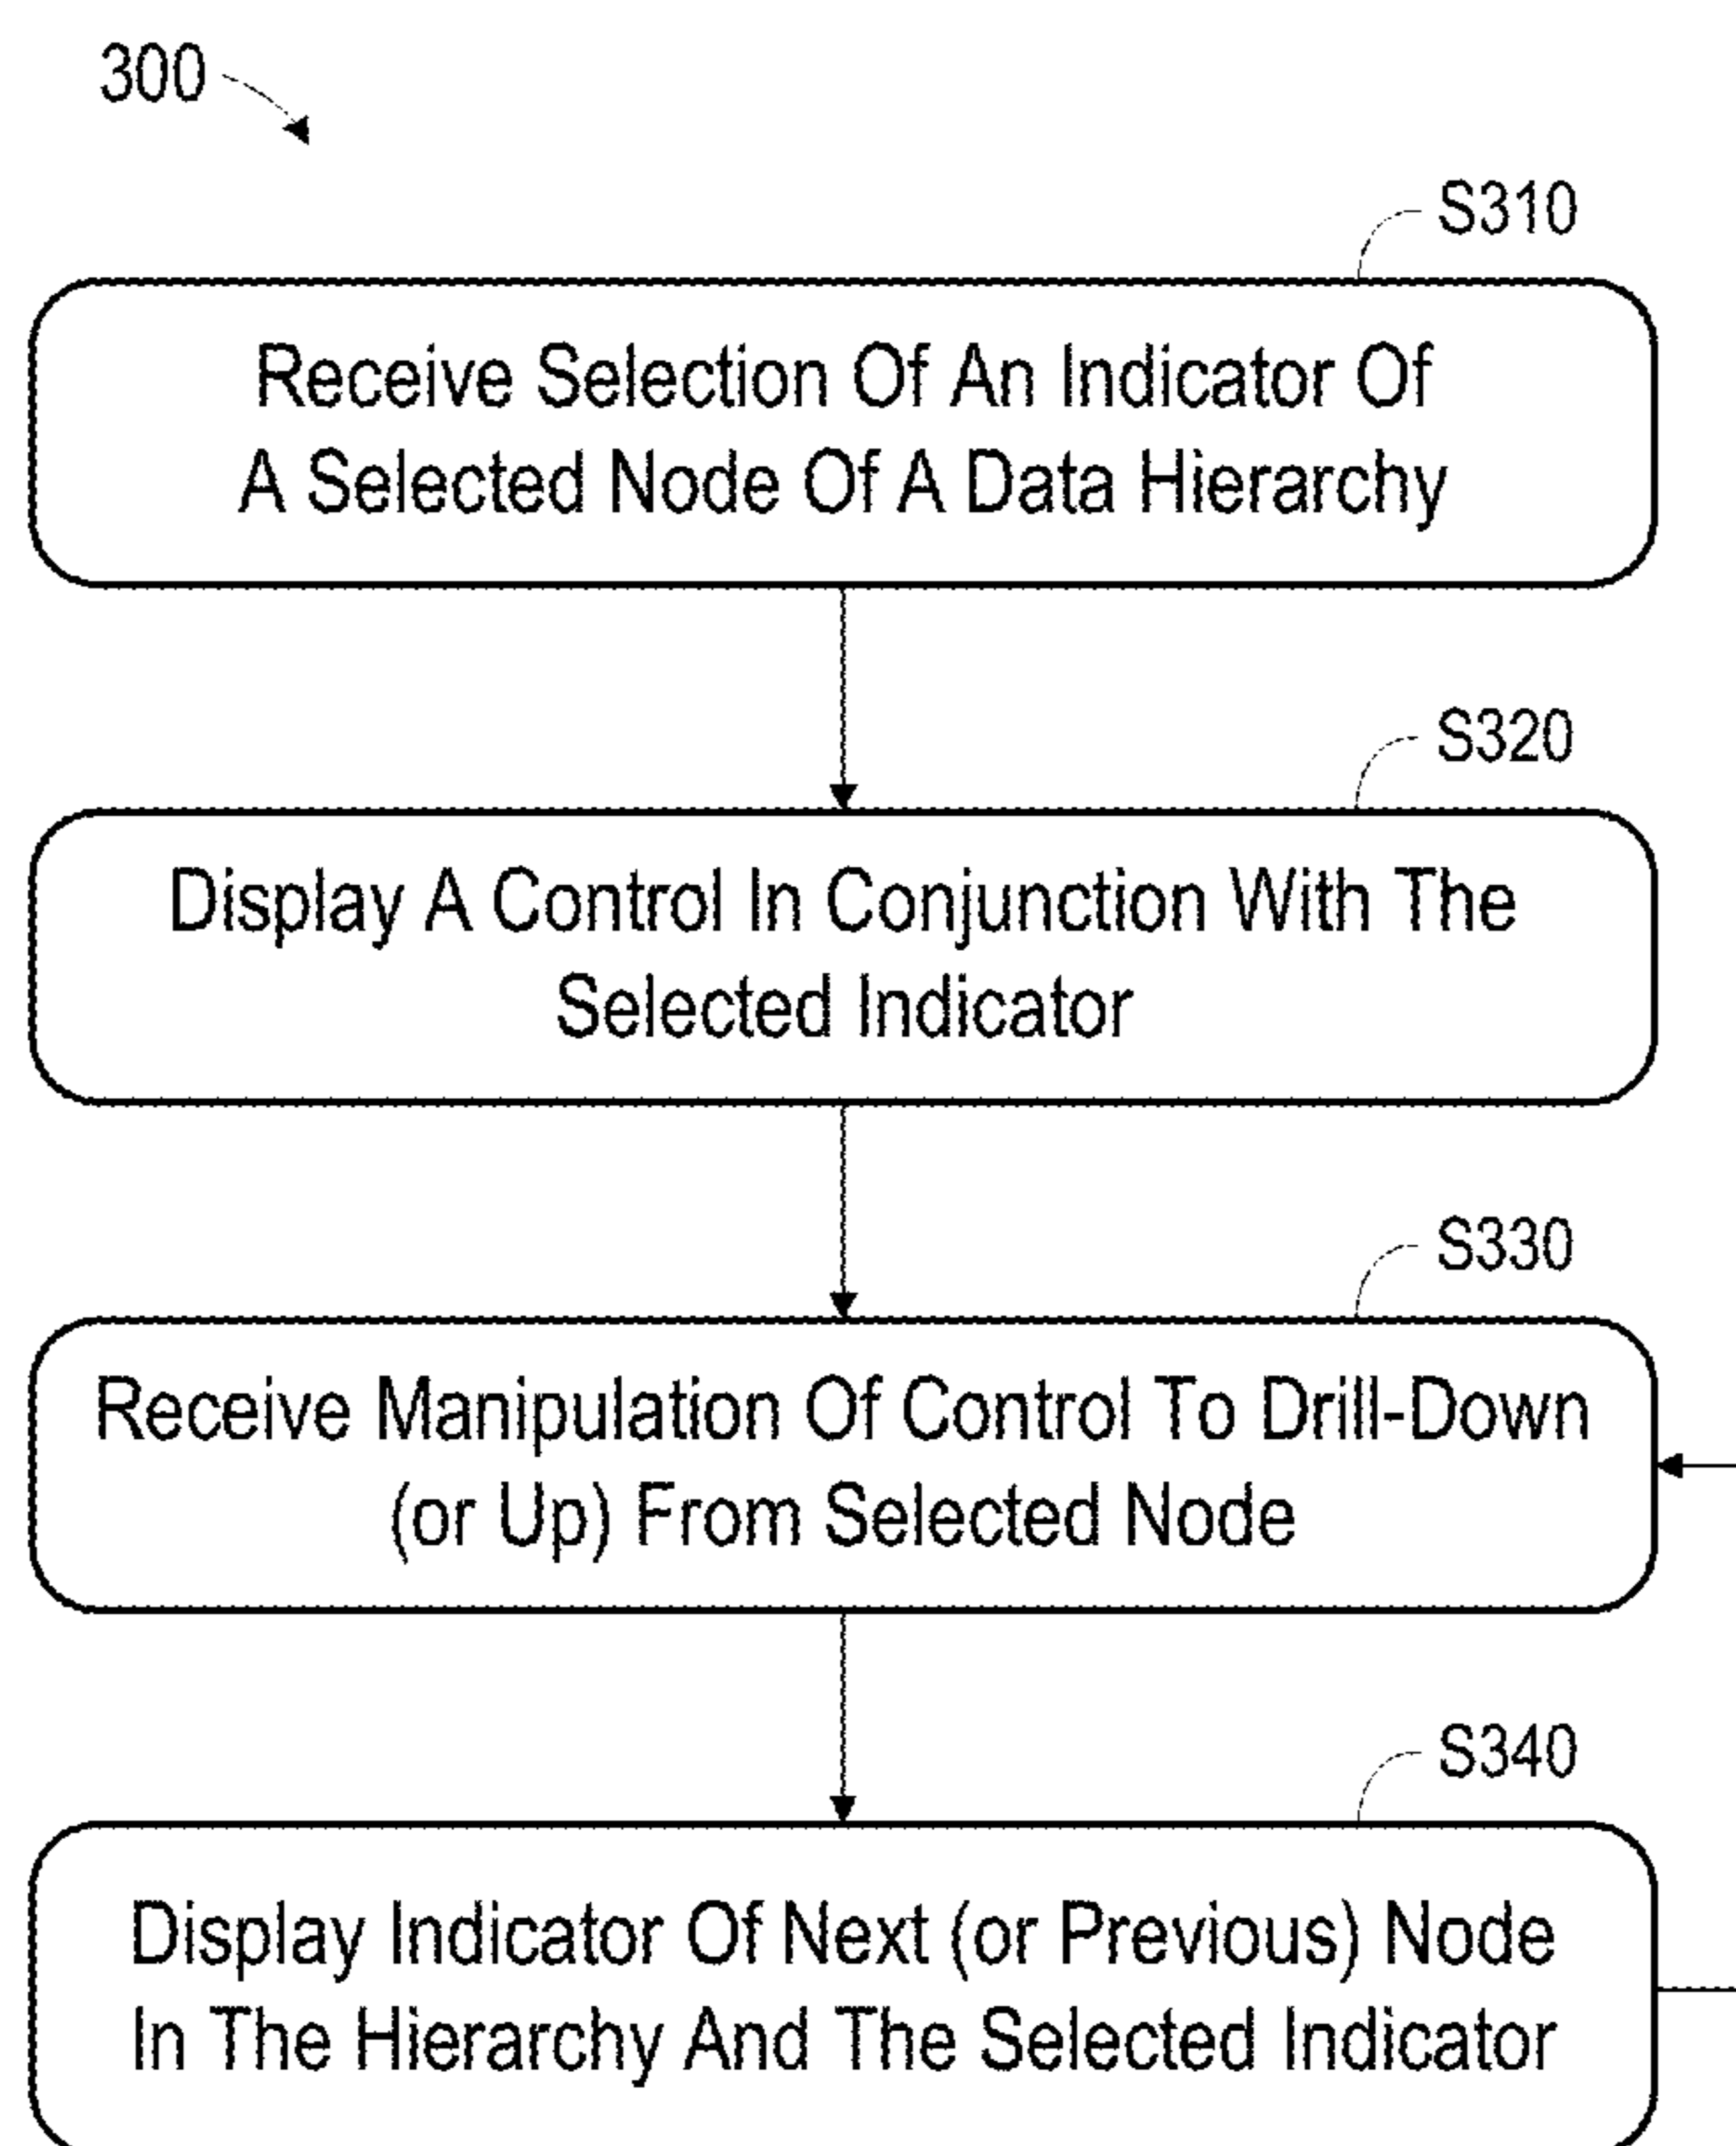 300
S310
Receive Selection Of An Indicator Of
A Selected Node Of A Data Hierarchy
S320
Display A Control In Conjunction With The
Selected Indicator
S330
Receive Manipulation Of Control To Drill-Down
(or Up) From Selected Node
S340
Display Indicator Of Next (or Previous) Node
In The Hierarchy And The Selected Indicator